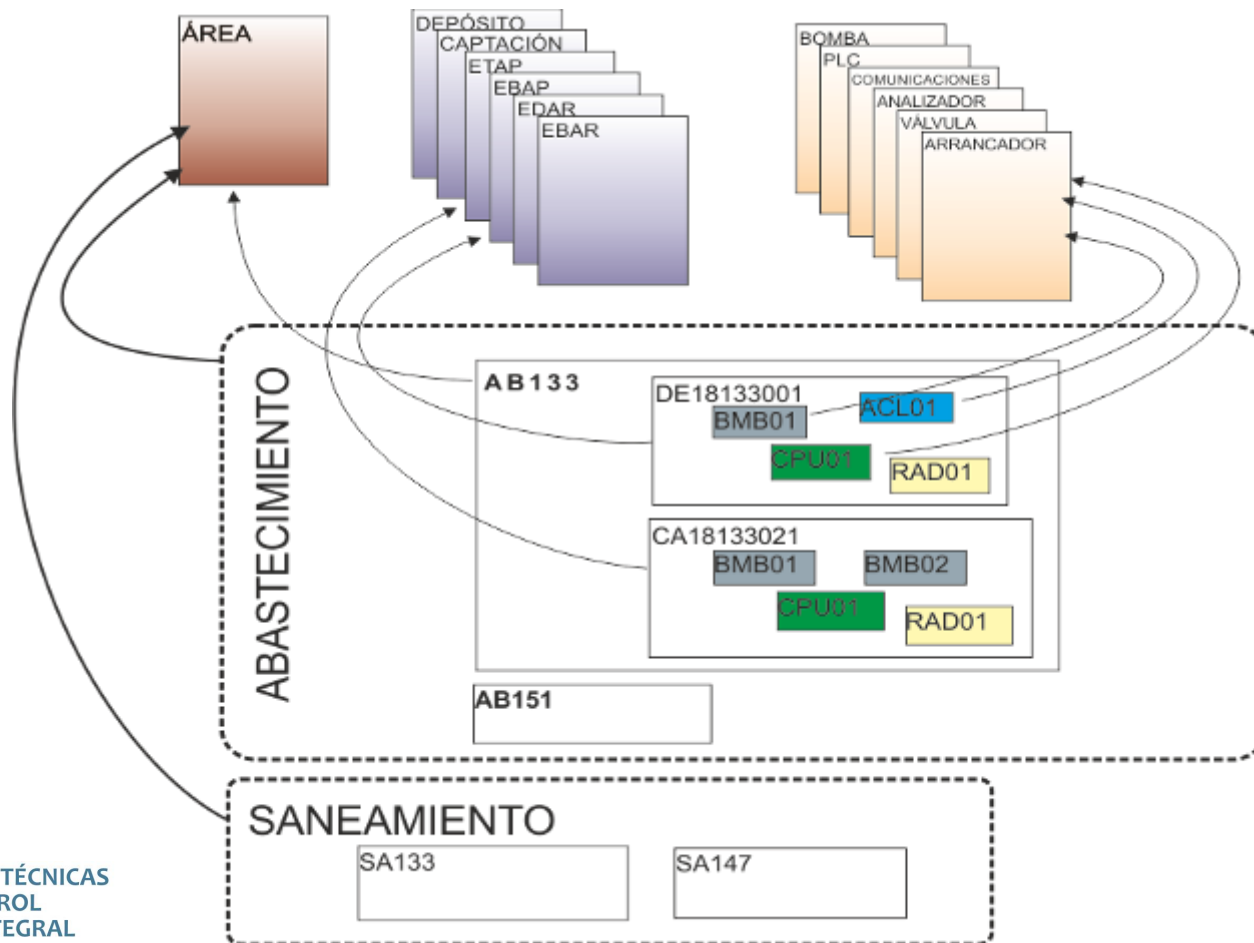 ÁREA
DEPÓSITO
CAPTACIÓN
ETAP
EBAP
EDAR
EBAR
BOMBA
PLC
COMUNICACIONES
ANALIZADOR
VÁLVULA
ARRANCADOR
ABASTECIMIENTO
AB133
DE18133001
BMB01
ACL01
CPU01
RAD01
CA18133021
BMB01
BMB02
CPU01
RAD01
AB151
SANEAMIENTO
SA133
SA147
TÉCNICAS
ROL
TEGRAL